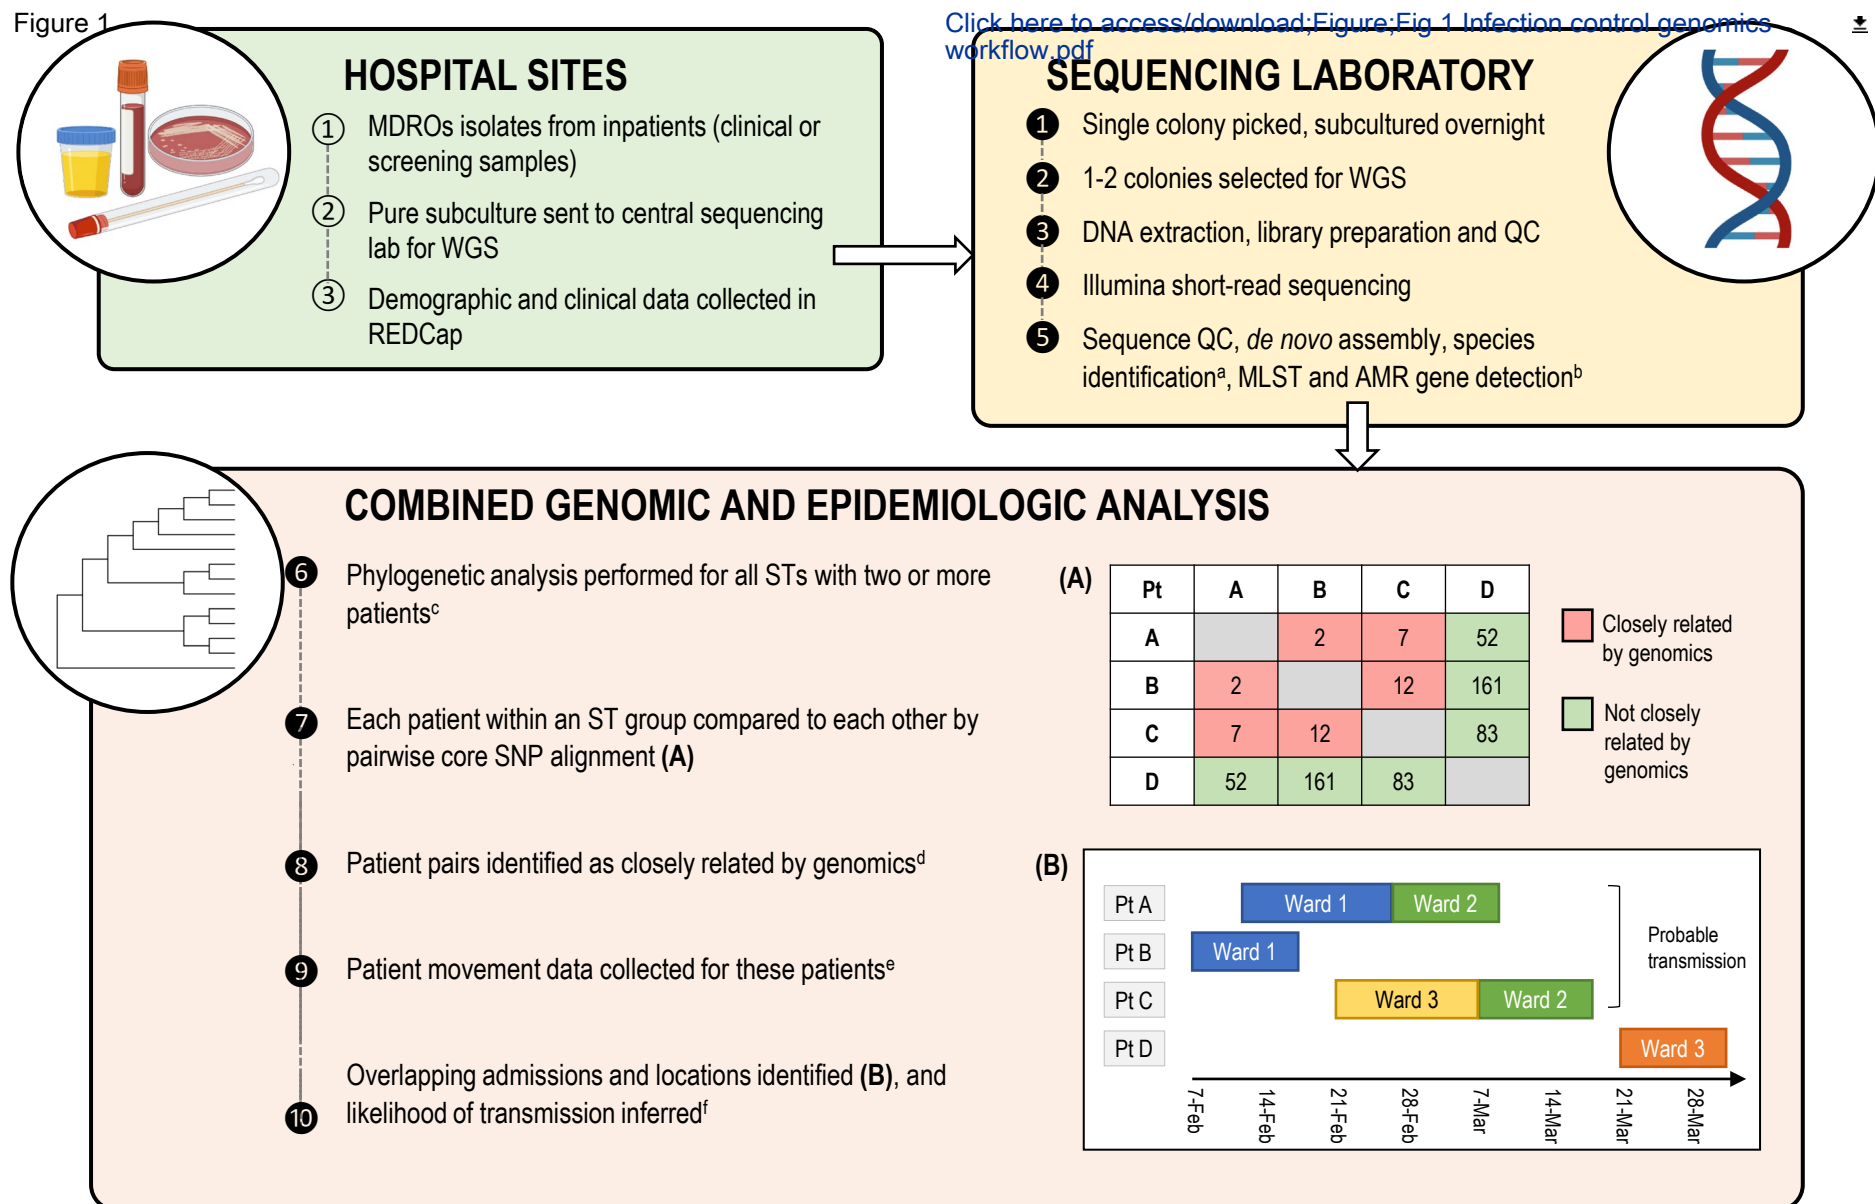 Figure 1
Click here to access/download;Figure;Fig 1 Infection control genomics
workflow.pdf
HOSPITAL SITES
1 MDROs isolates from inpatients (clinical or
screening samples)
2 Pure subculture sent to central sequencing
lab for WGS
3 Demographic and clinical data collected in
REDCap
SEQUENCING LABORATORY
1 Single colony picked, subcultured overnight
2 1-2 colonies selected for WGS
3 DNA extraction, library preparation and QC
4 Illumina short-read sequencing
5 Sequence QC, de novo assembly, species
identificationᵃ, MLST and AMR gene detectionᵇ
COMBINED GENOMIC AND EPIDEMIOLOGIC ANALYSIS
6 Phylogenetic analysis performed for all STs with two or more
patientsᶜ
7 Each patient within an ST group compared to each other by
pairwise core SNP alignment (A)
8 Patient pairs identified as closely related by genomicsᵈ
9 Patient movement data collected for these patientsᵉ
10 Overlapping admissions and locations identified (B), and
likelihood of transmission inferredᶠ
(A)
Pt A B C D
A 2 7 52
B 2 12 161
C 7 12 83
D 52 161 83
Closely related
by genomics
Not closely
related by
genomics
(B)
Pt A Ward 1 Ward 2
Pt B Ward 1
Pt C Ward 3 Ward 2
Pt D Ward 3
Probable
transmission
7-Feb
14-Feb
21-Feb
28-Feb
7-Mar
14-Mar
21-Mar
28-Mar